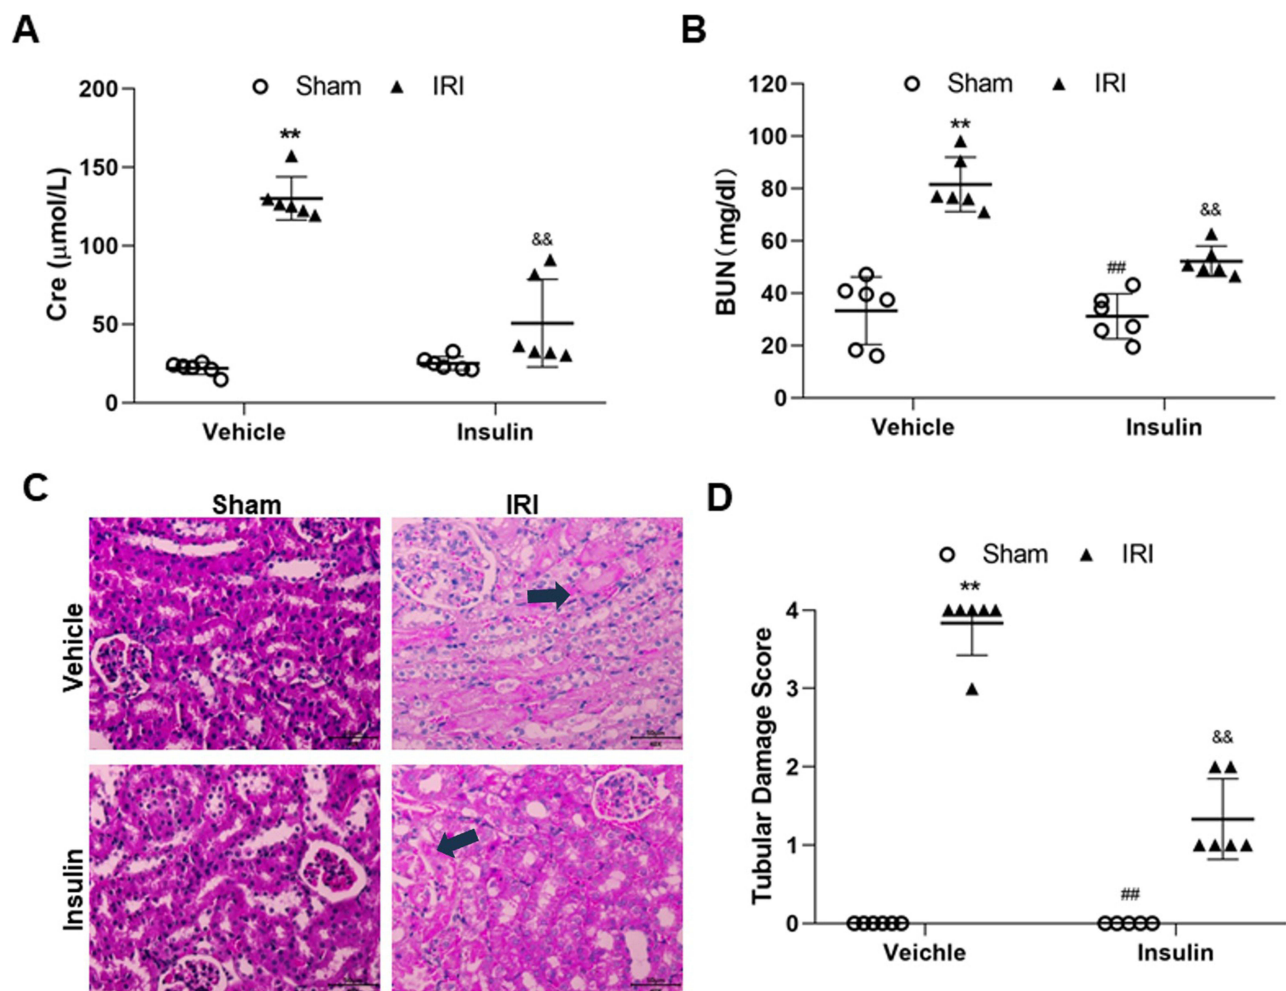 A
Sham IRI
200
150
100
50
0
Cre (μmol/L)
**
&&
Vehicle Insulin
B
Sham IRI
120
100
80
60
40
20
0
BUN（mg/dl）
**
##
&&
Vehicle Insulin
C
Sham IRI
Vehicle
Insulin
D
Sham IRI
4
3
2
1
0
Tubular Damage Score
**
##
&&
Veichle Insulin